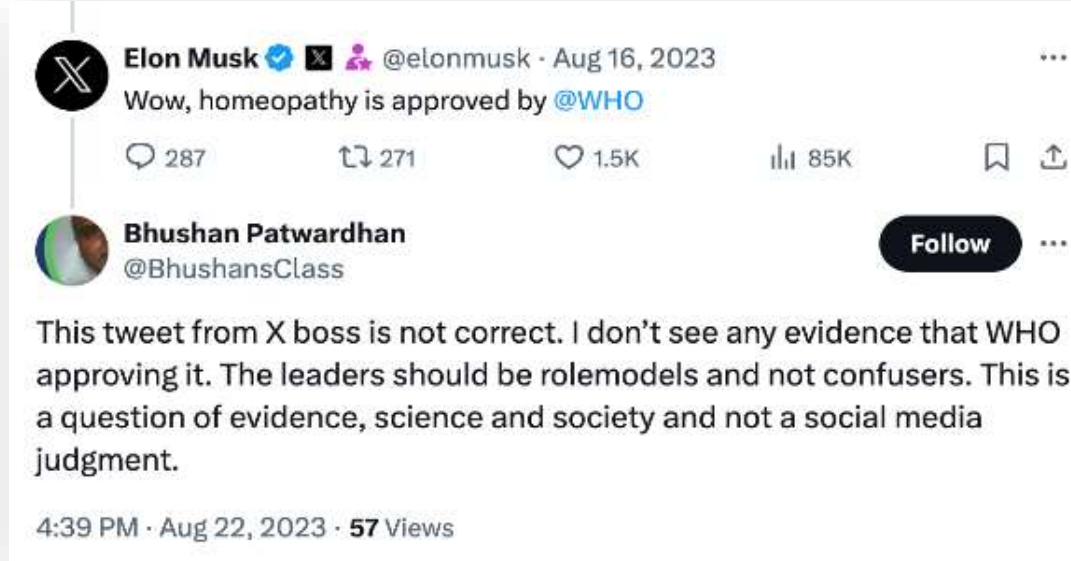 Elon Musk @elonmusk · Aug 16, 2023
Wow, homeopathy is approved by @WHO
287 271 1.5K 85K
Bhushan Patwardhan
@BhushansClass
Follow
This tweet from X boss is not correct. I don’t see any evidence that WHO
approving it. The leaders should be rolemodels and not confusers. This is
a question of evidence, science and society and not a social media
judgment.
4:39 PM · Aug 22, 2023 · 57 Views